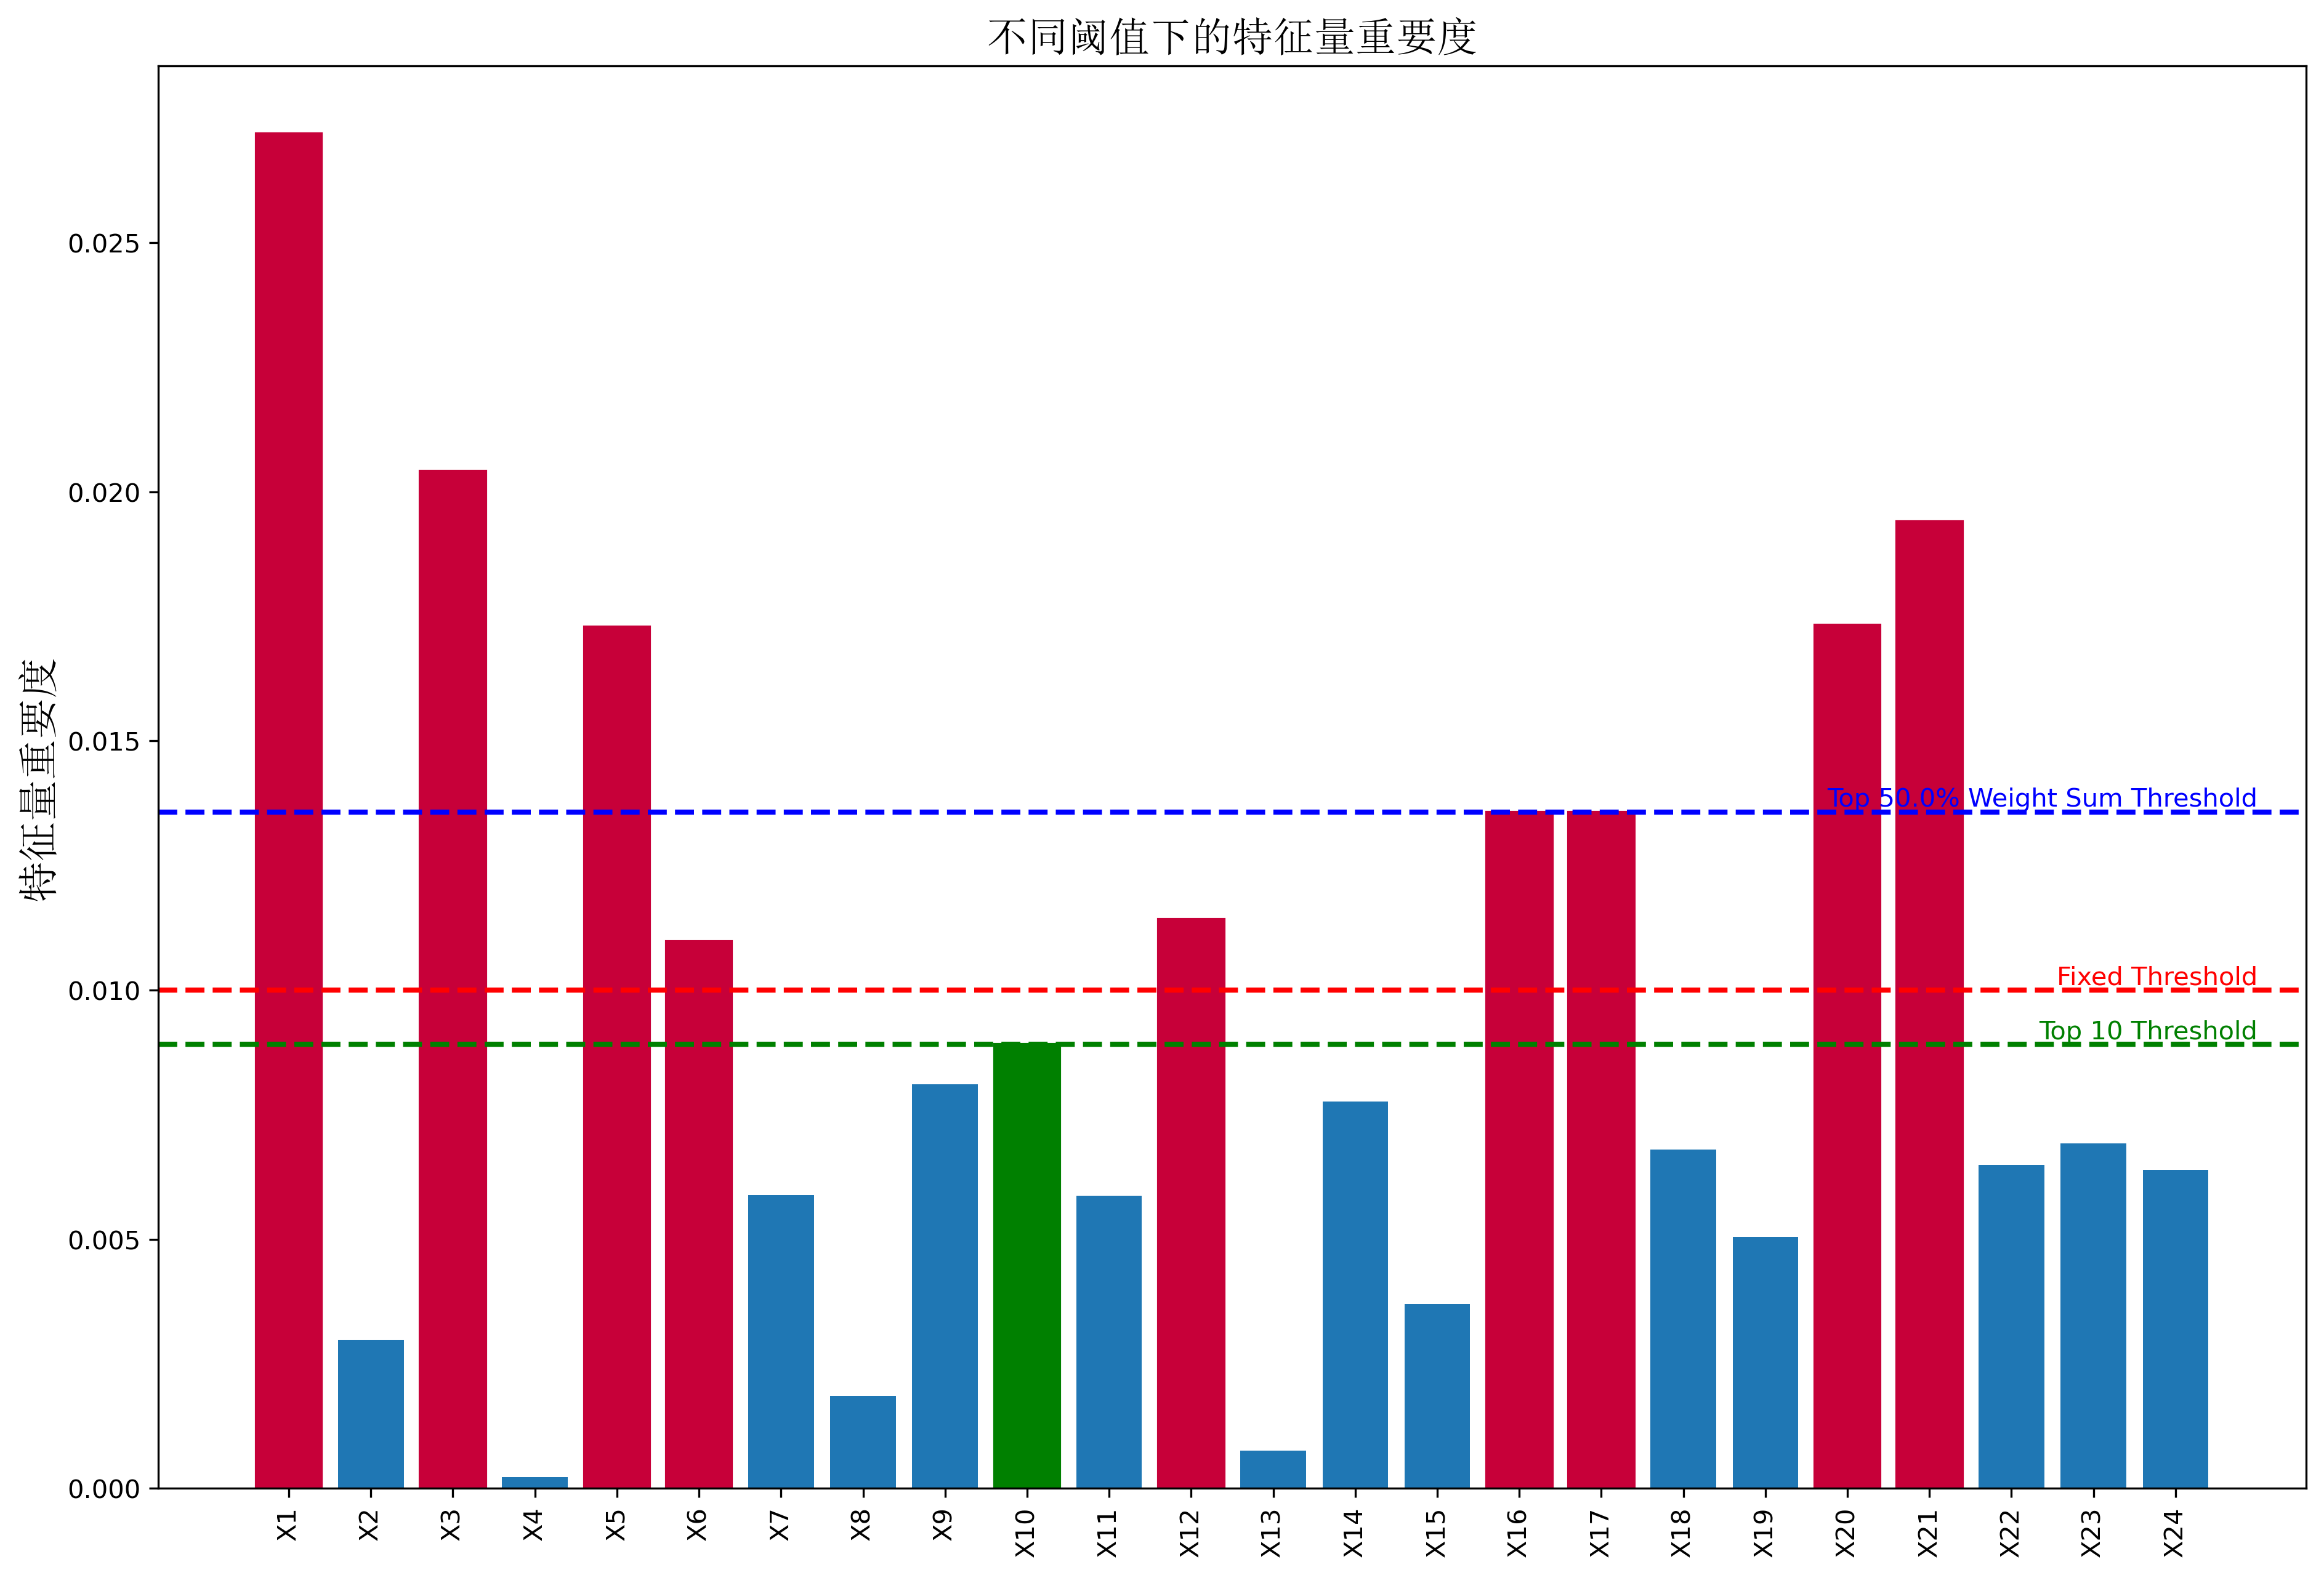 不同阈值下的特征量重要度
特征量重要度
0.025
0.020
0.015
0.010
0.005
0.000
Top 50.0% Weight Sum Threshold
Fixed Threshold
Top 10 Threshold
X1
X2
X3
X4
X5
X6
X7
X8
X9
X10
X11
X12
X13
X14
X15
X16
X17
X18
X19
X20
X21
X22
X23
X24